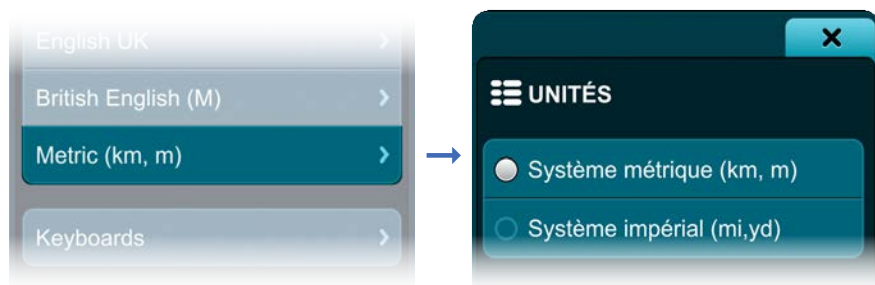 English UK
British English (M)
Metric (km, m)
Keyboards
UNITÉS
Système métrique (km, m)
Système impérial (mi,yd)